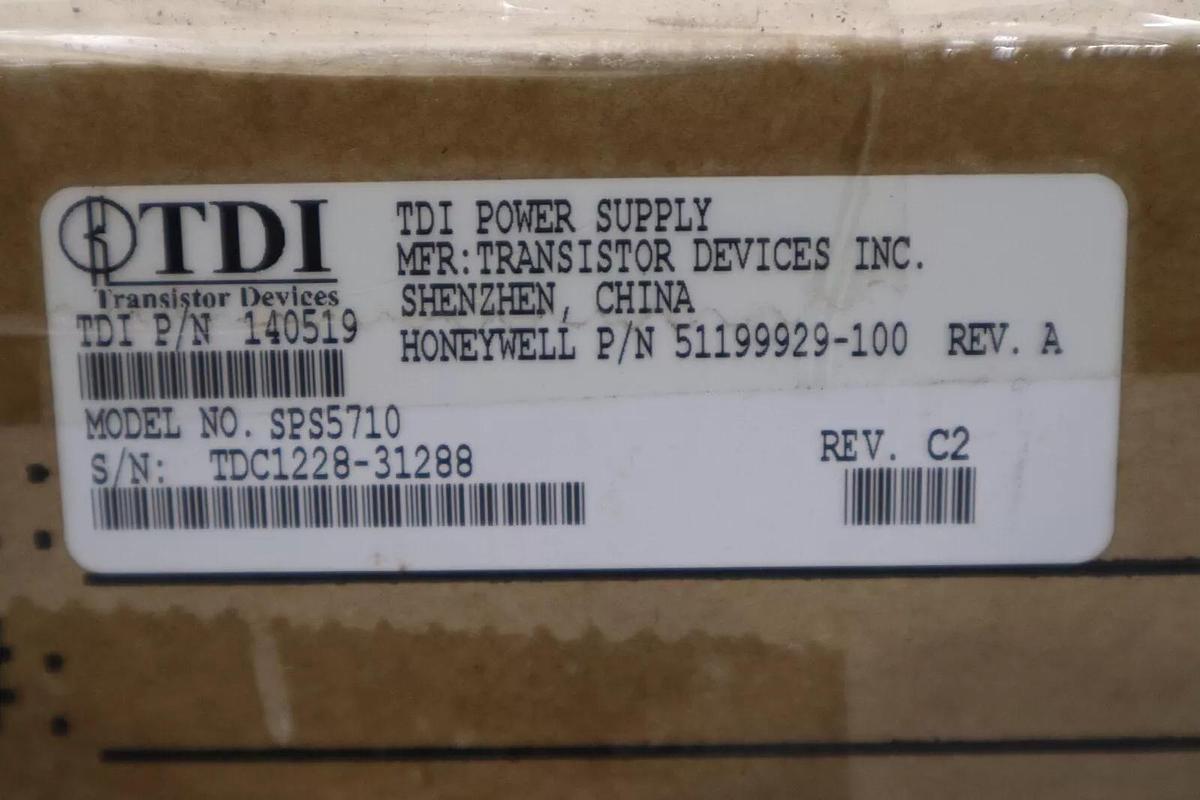 TDI
Transistor Devices
TDI P/N 140519
TDI POWER SUPPLY
MFR:TRANSISTOR DEVICES INC.
SHENZHEN, CHINA
HONEYWELL P/N 51199929-100 REV. A
MODEL NO. SPS5710
S/N: TDC1228-31288
REV. C2